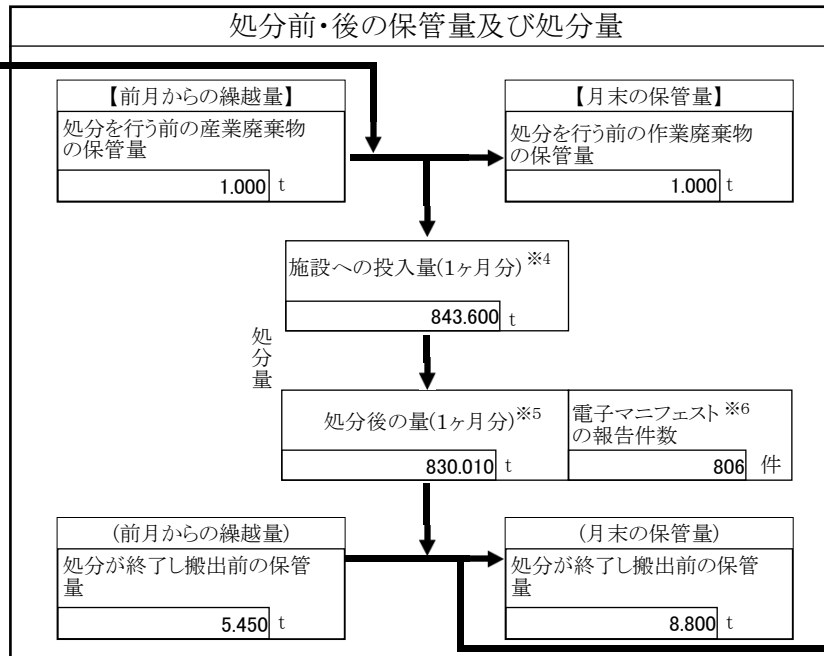 処分前・後の保管量及び処分量
【前月からの繰越量】
処分を行う前の産業廃棄物
の保管量
1.000 t
【月末の保管量】
処分を行う前の作業廃棄物
の保管量
1.000 t
施設への投入量(1ヶ月分)※4
843.600 t
処分量
処分後の量(1ヶ月分)※5
830.010 t
電子マニフェスト※6
の報告件数
806 件
(前月からの繰越量)
処分が終了し搬出前の保管
量
5.450 t
(月末の保管量)
処分が終了し搬出前の保管
量
8.800 t